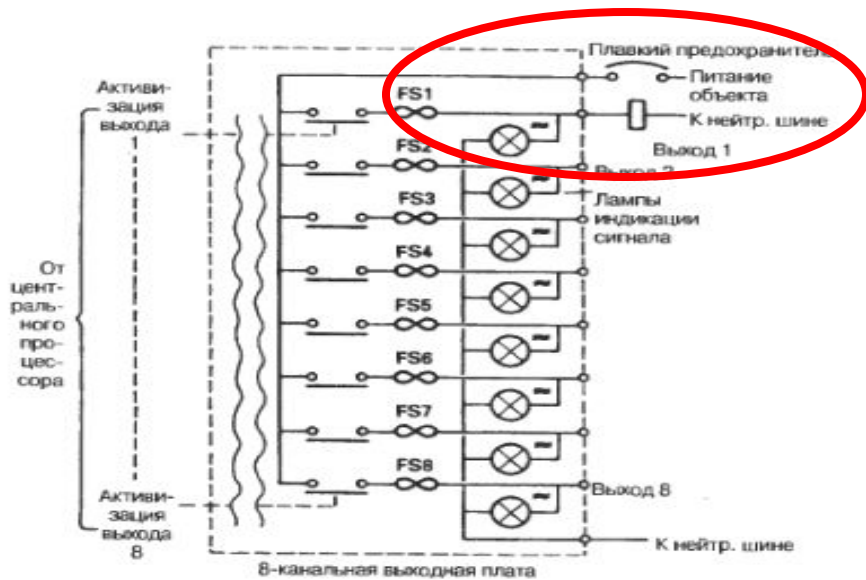 Плавкий предохранитель
Питание
объекта
К нейтр. шине
Выход 1
Активи-
зация
выхода
1
FS1
FS2
Выход 2
Лампы
индикации
сигнала
FS3
FS4
FS5
FS6
FS7
FS8
От
цент-
раль-
ного
про-
цес-
сора
Активи-
зация
выхода
8
Выход 8
К нейтр. шине
8-канальная выходная плата